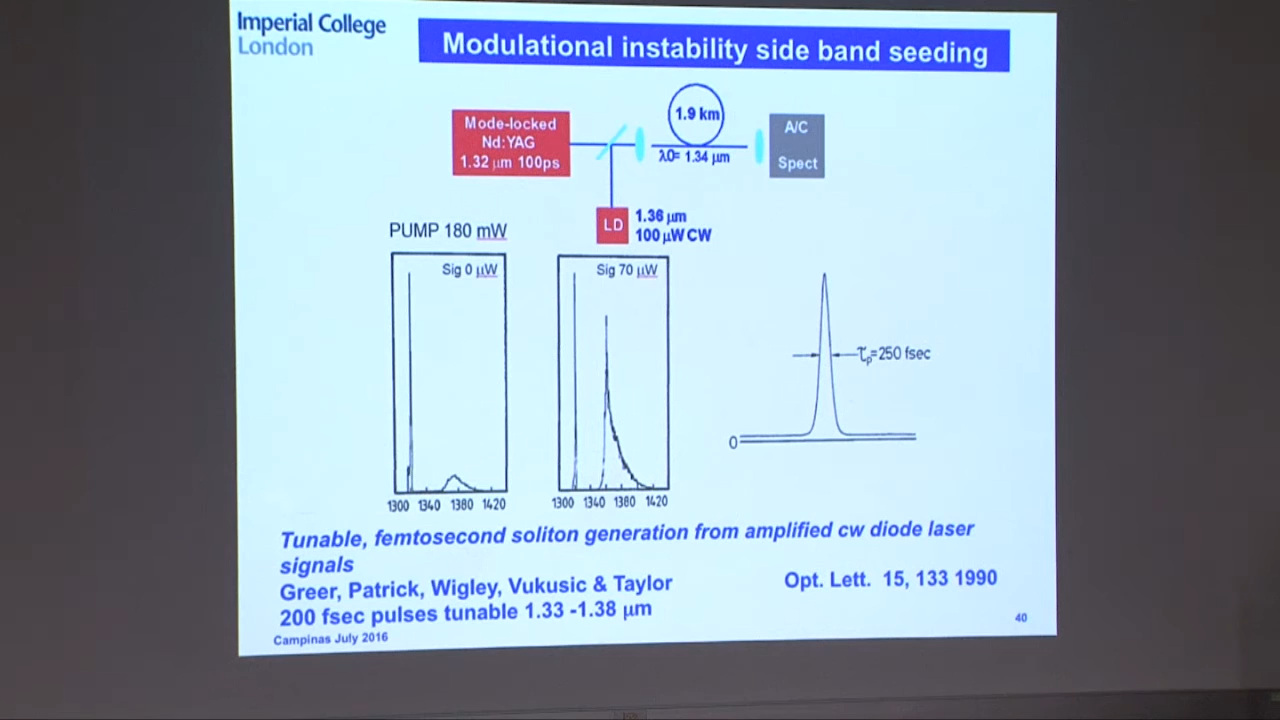 Imperial College
London
Modulational instability side band seeding
Mode-locked
Nd:YAG
1.32 µm 100ps
1.9 km
λ0= 1.34 µm
A/C
Spect
LD
1.36 µm
100 µW CW
PUMP 180 mW
Sig 0 µW
Sig 70 µW
τp=250 fsec
0
1300 1340 1380 1420
1300 1340 1380 1420
Tunable, femtosecond soliton generation from amplified cw diode laser
signals
Greer, Patrick, Wigley, Vukusic & Taylor
Opt. Lett. 15, 133 1990
200 fsec pulses tunable 1.33 -1.38 µm
Campinas July 2016
40